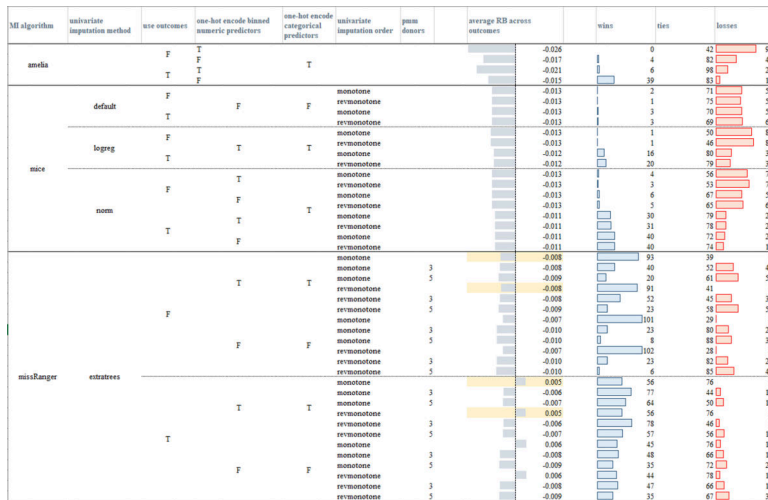 MI algorithm univariate imputation method use outcomes one-hot encode binned numeric predictors one-hot encode categorical predictors univariate imputation order pmm donors average RB across outcomes wins ties losses
amelia F T T -0.026 0 42
F -0.017 4 82
T T -0.021 6 98
F -0.015 39 83
mice default F F F monotone -0.013 2 71
revmonotone -0.013 1 75
T monotone -0.013 3 70
revmonotone -0.013 3 69
logreg F T T monotone -0.013 1 50
revmonotone -0.013 1 46
T monotone -0.012 16 80
revmonotone -0.012 20 79
norm F T T monotone -0.013 4 56
revmonotone -0.013 3 53
F monotone -0.013 6 67
revmonotone -0.013 5 65
T T monotone -0.011 30 79
revmonotone -0.011 31 78
F monotone -0.011 40 72
revmonotone -0.011 40 74
missRanger extratrees F T T monotone -0.008 93 39
monotone 3 -0.008 40 52
monotone 5 -0.009 20 61
revmonotone -0.008 91 41
revmonotone 3 -0.008 52 45
revmonotone 5 -0.009 23 58
F F monotone -0.007 101 29
monotone 3 -0.010 23 80
monotone 5 -0.010 8 88
revmonotone -0.007 102 28
revmonotone 3 -0.010 23 82
revmonotone 5 -0.010 6 85
T T T monotone 0.005 56 76
monotone 3 -0.006 77 44
monotone 5 -0.007 64 50
revmonotone 0.005 56 76
revmonotone 3 -0.006 78 46
revmonotone 5 -0.007 57 56
F F monotone 0.006 45 76
monotone 3 -0.008 48 66
monotone 5 -0.009 35 72
revmonotone 0.006 44 78
revmonotone 3 -0.008 47 66
revmonotone 5 -0.009 35 67